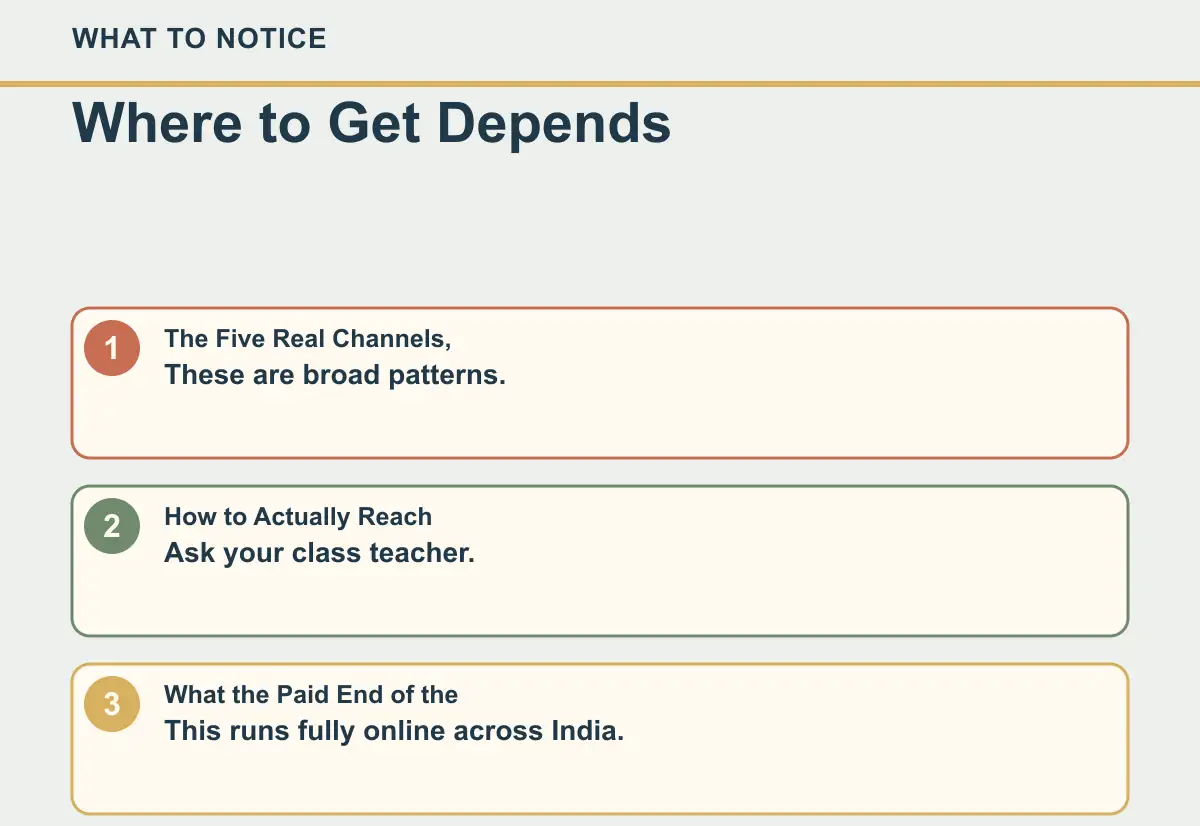 WHAT TO NOTICE
Where to Get Depends
1
The Five Real Channels,
These are broad patterns.
2
How to Actually Reach
Ask your class teacher.
3
What the Paid End of the
This runs fully online across India.